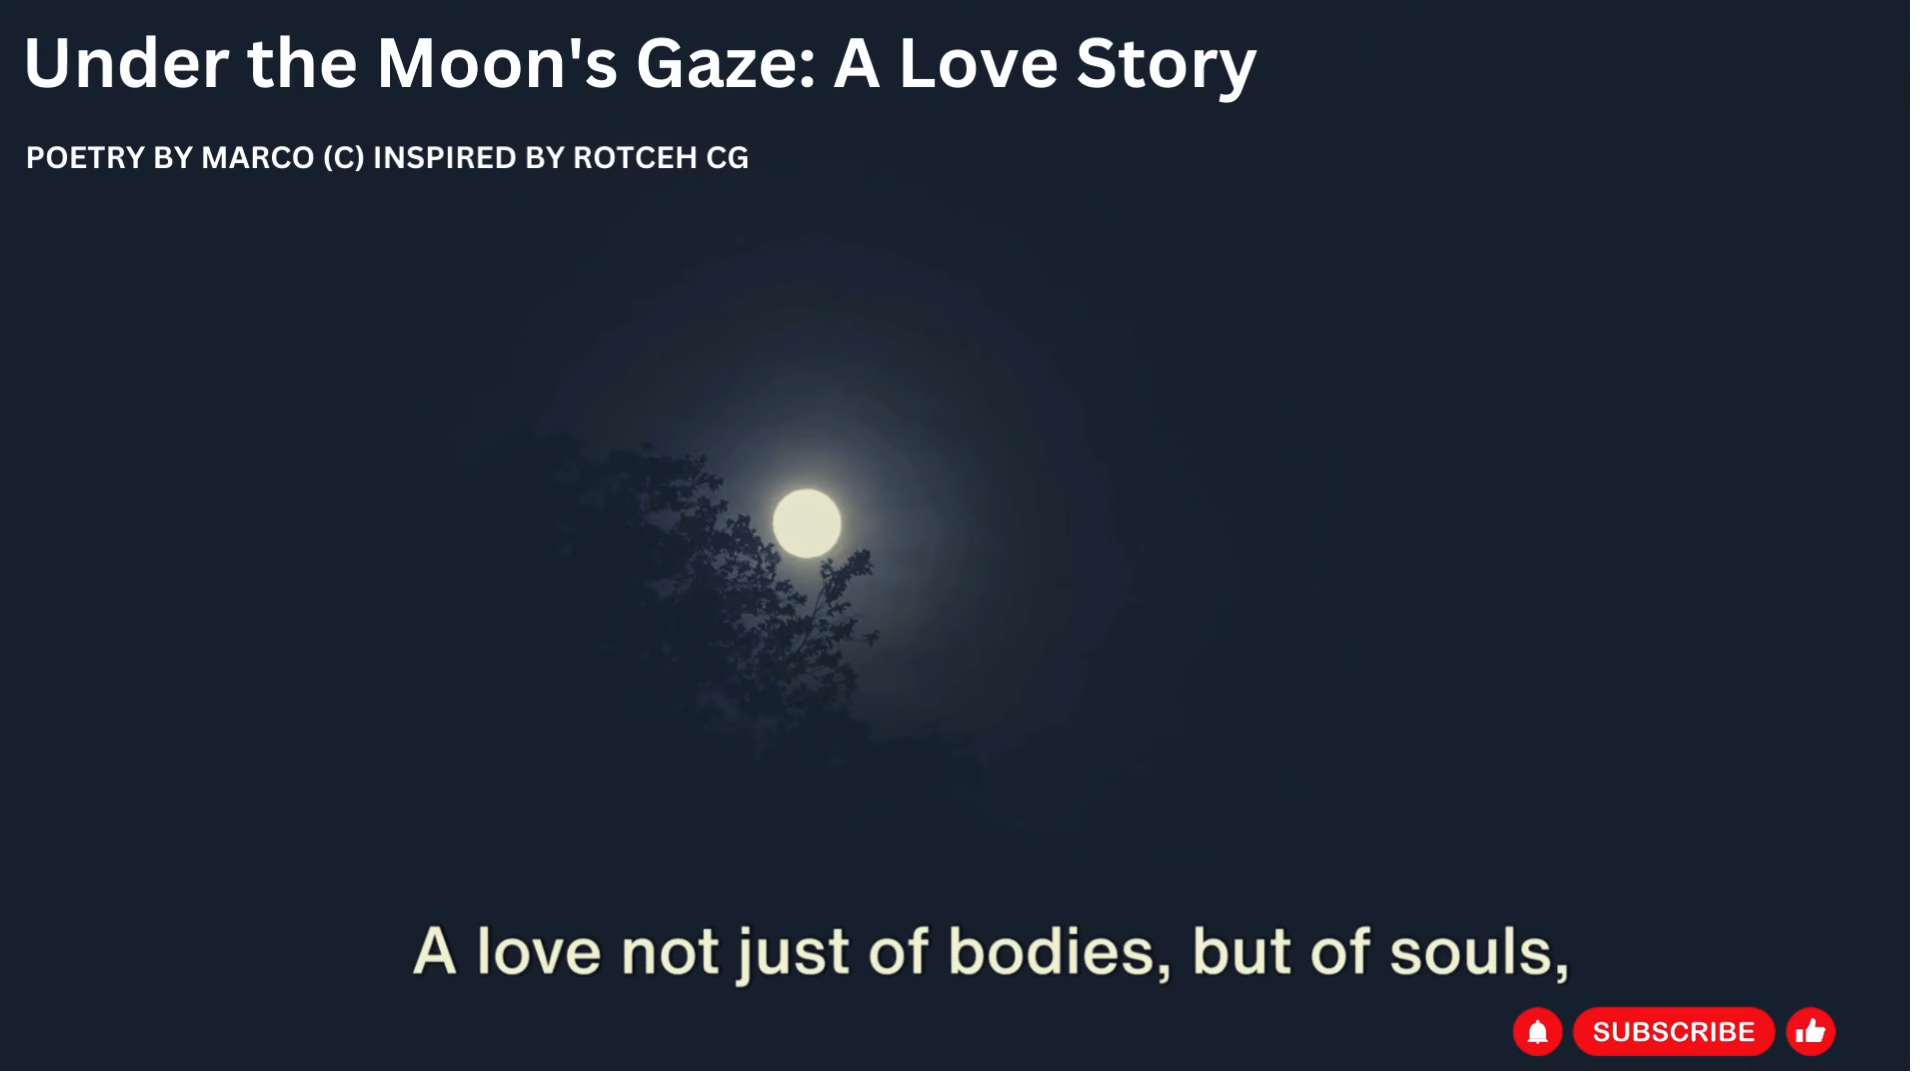 Under the Moon's Gaze: A Love Story
POETRY BY MARCO (C) INSPIRED BY ROTCEH CG
A love not just of bodies, but of souls,
SUBSCRIBE